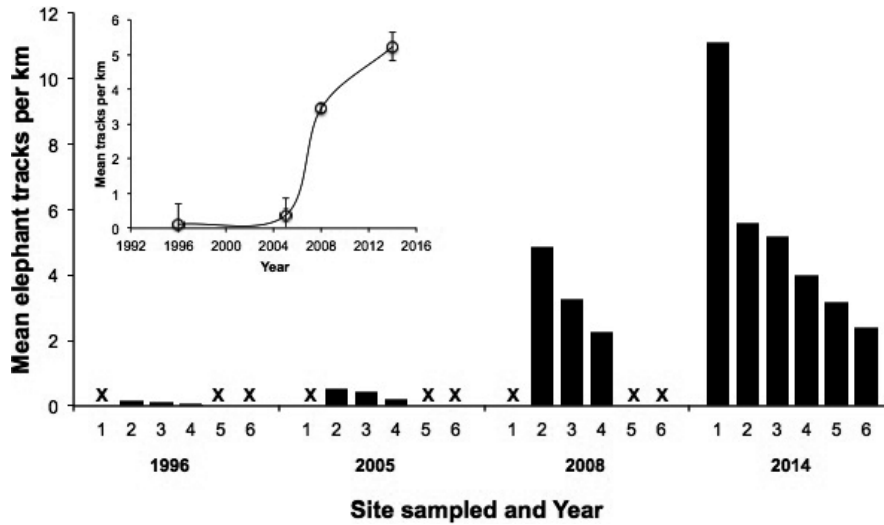 12
10
8
6
4
2
0
Mean elephant tracks per km
6
5
4
3
2
1
0
Mean tracks per km
1992 1996 2000 2004 2008 2012 2016
Year
X X X X X X X X X
1 2 3 4 5 6 1 2 3 4 5 6 1 2 3 4 5 6 1 2 3 4 5 6
1996 2005 2008 2014
Site sampled and Year